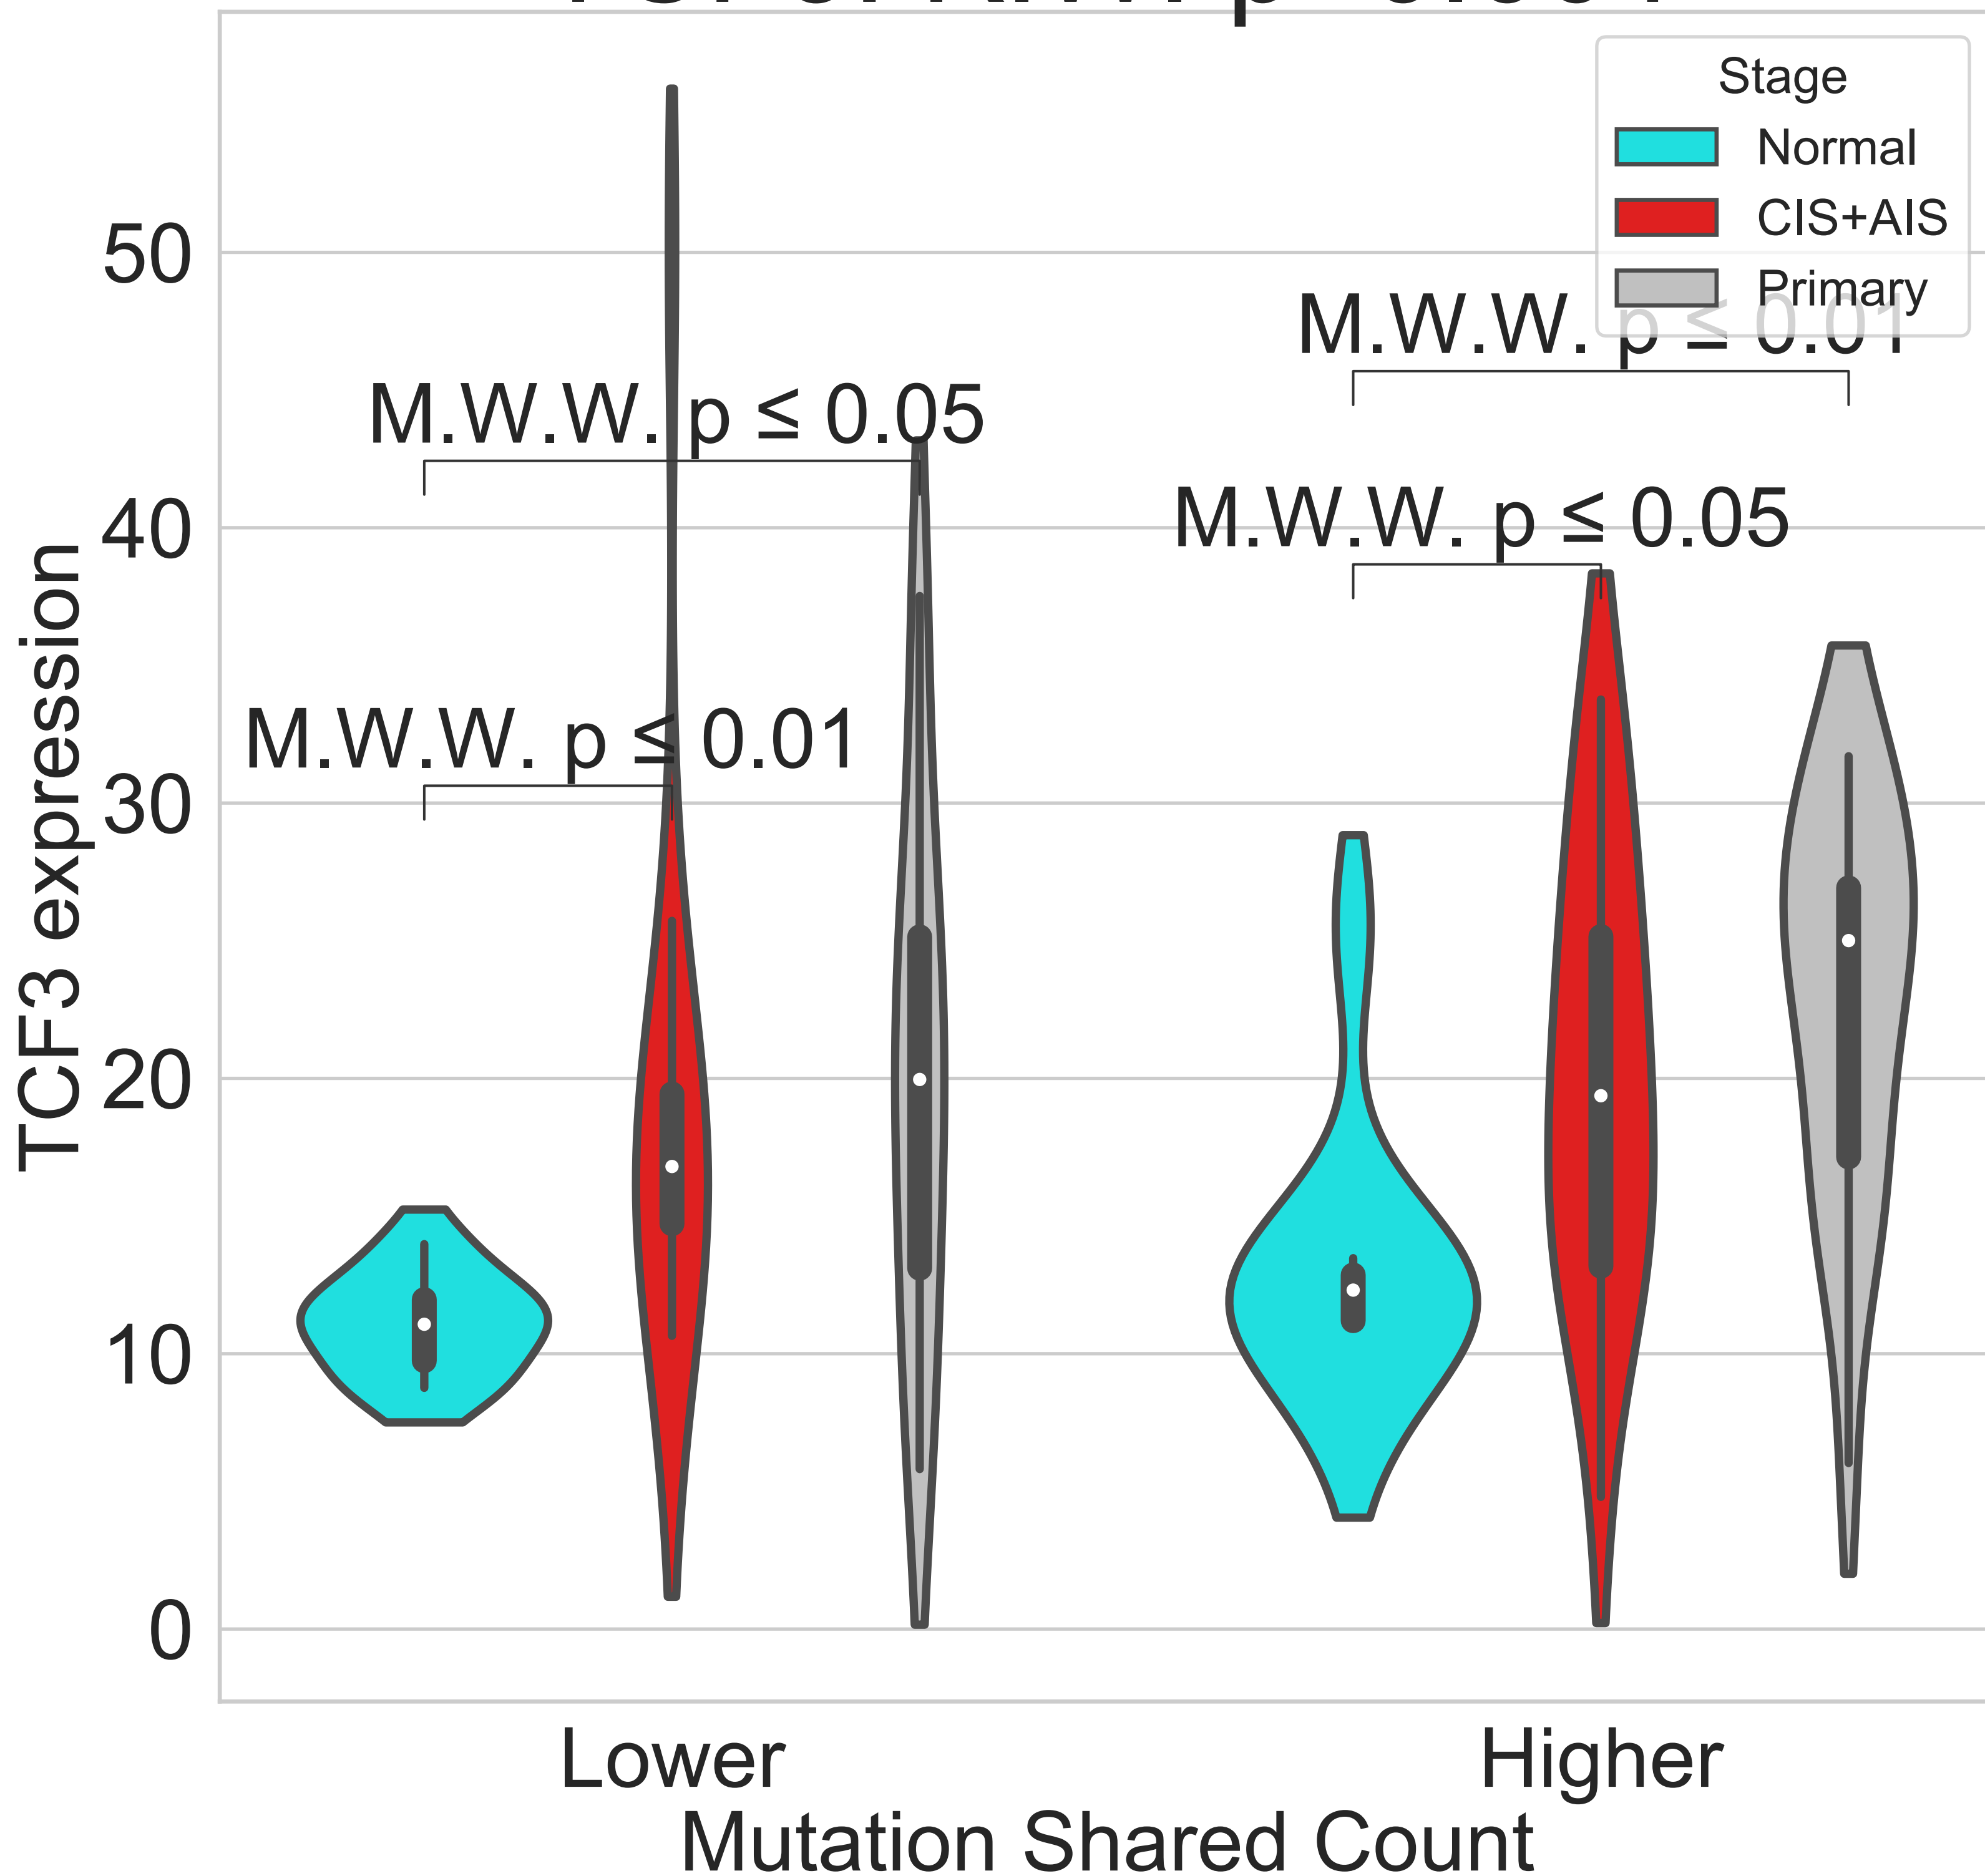 Stage
Normal
CIS+AIS
Primary
M.W.W. p ≤ 0.01
M.W.W. p ≤ 0.05
M.W.W. p ≤ 0.05
M.W.W. p ≤ 0.01
50
40
30
20
10
0
TCF3 expression
Lower
Higher
Mutation Shared Count